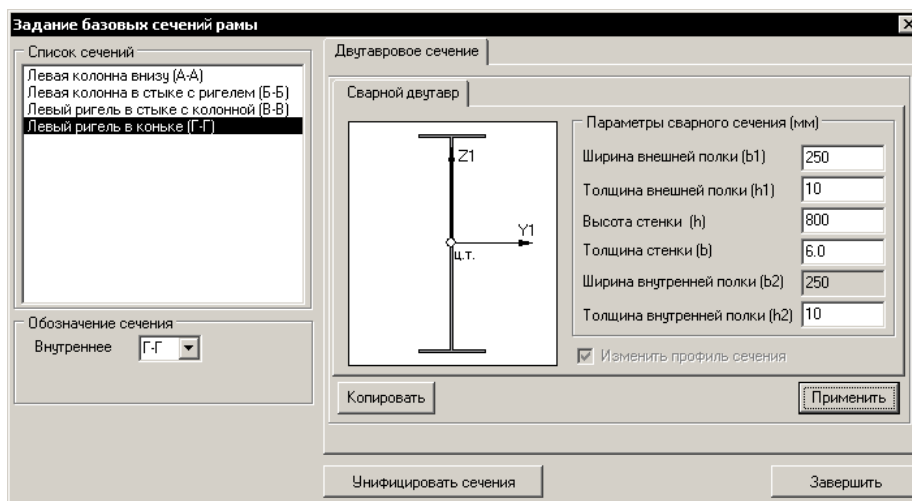 Задание базовых сечений рамы
Список сечений
Левая колонна внизу (А-А)
Левая колонна в стыке с ригелем (Б-Б)
Левый ригель в стыке с колонной (В-В)
Левый ригель в коньке (Г-Г)
Обозначение сечения
Внутреннее Г-Г
Двутавровое сечение
Сварной двутавр
Z1
Y1
ц.т.
Параметры сварного сечения (мм)
Ширина внешней полки (b1) 250
Толщина внешней полки (h1) 10
Высота стенки (h) 800
Толщина стенки (b) 6.0
Ширина внутренней полки (b2) 250
Толщина внутренней полки (h2) 10
Изменить профиль сечения
Копировать
Применить
Унифицировать сечения
Завершить